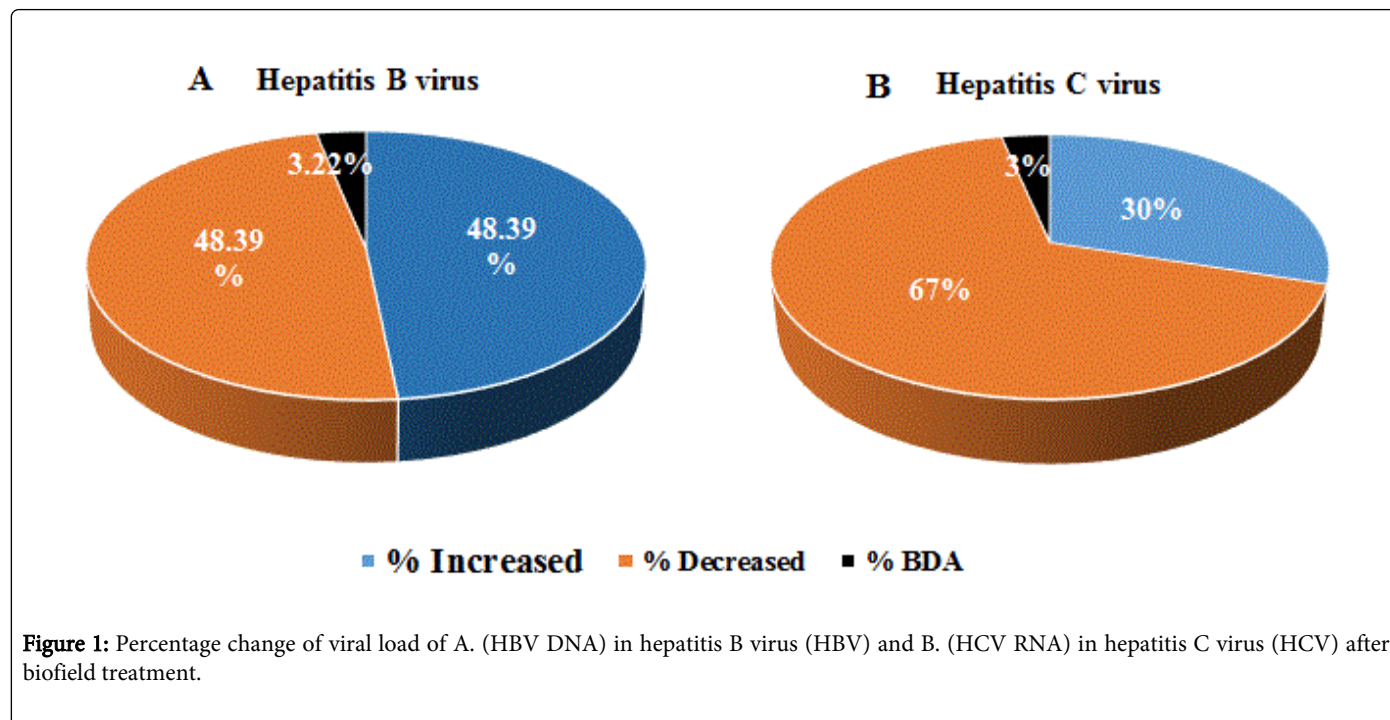 A Hepatitis B virus
3.22%
48.39
%
48.39
%
B Hepatitis C virus
3%
30%
67%
% Increased % Decreased % BDA
Figure 1: Percentage change of viral load of A. (HBV DNA) in hepatitis B virus (HBV) and B. (HCV RNA) in hepatitis C virus (HCV) after
biofield treatment.